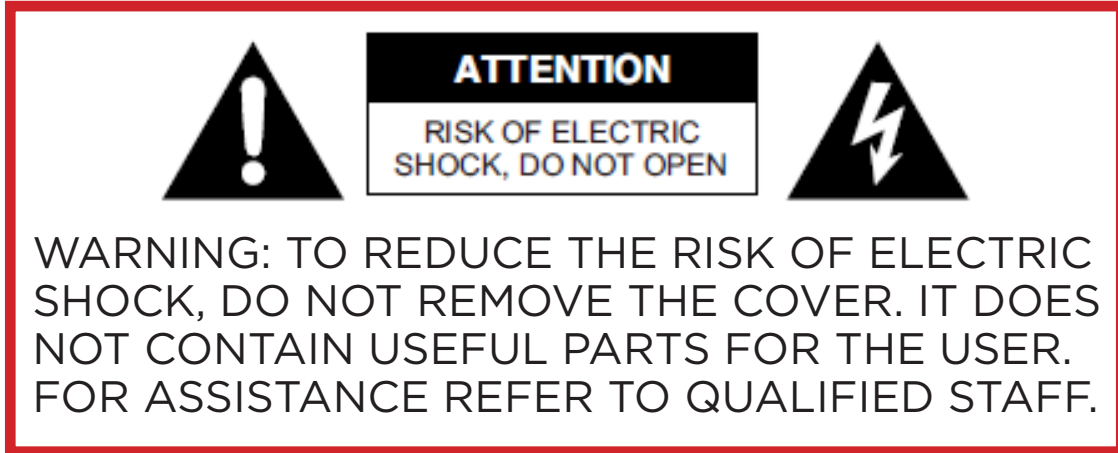 ATTENTION
RISK OF ELECTRIC
SHOCK, DO NOT OPEN
WARNING: TO REDUCE THE RISK OF ELECTRIC
SHOCK, DO NOT REMOVE THE COVER. IT DOES
NOT CONTAIN USEFUL PARTS FOR THE USER.
FOR ASSISTANCE REFER TO QUALIFIED STAFF.